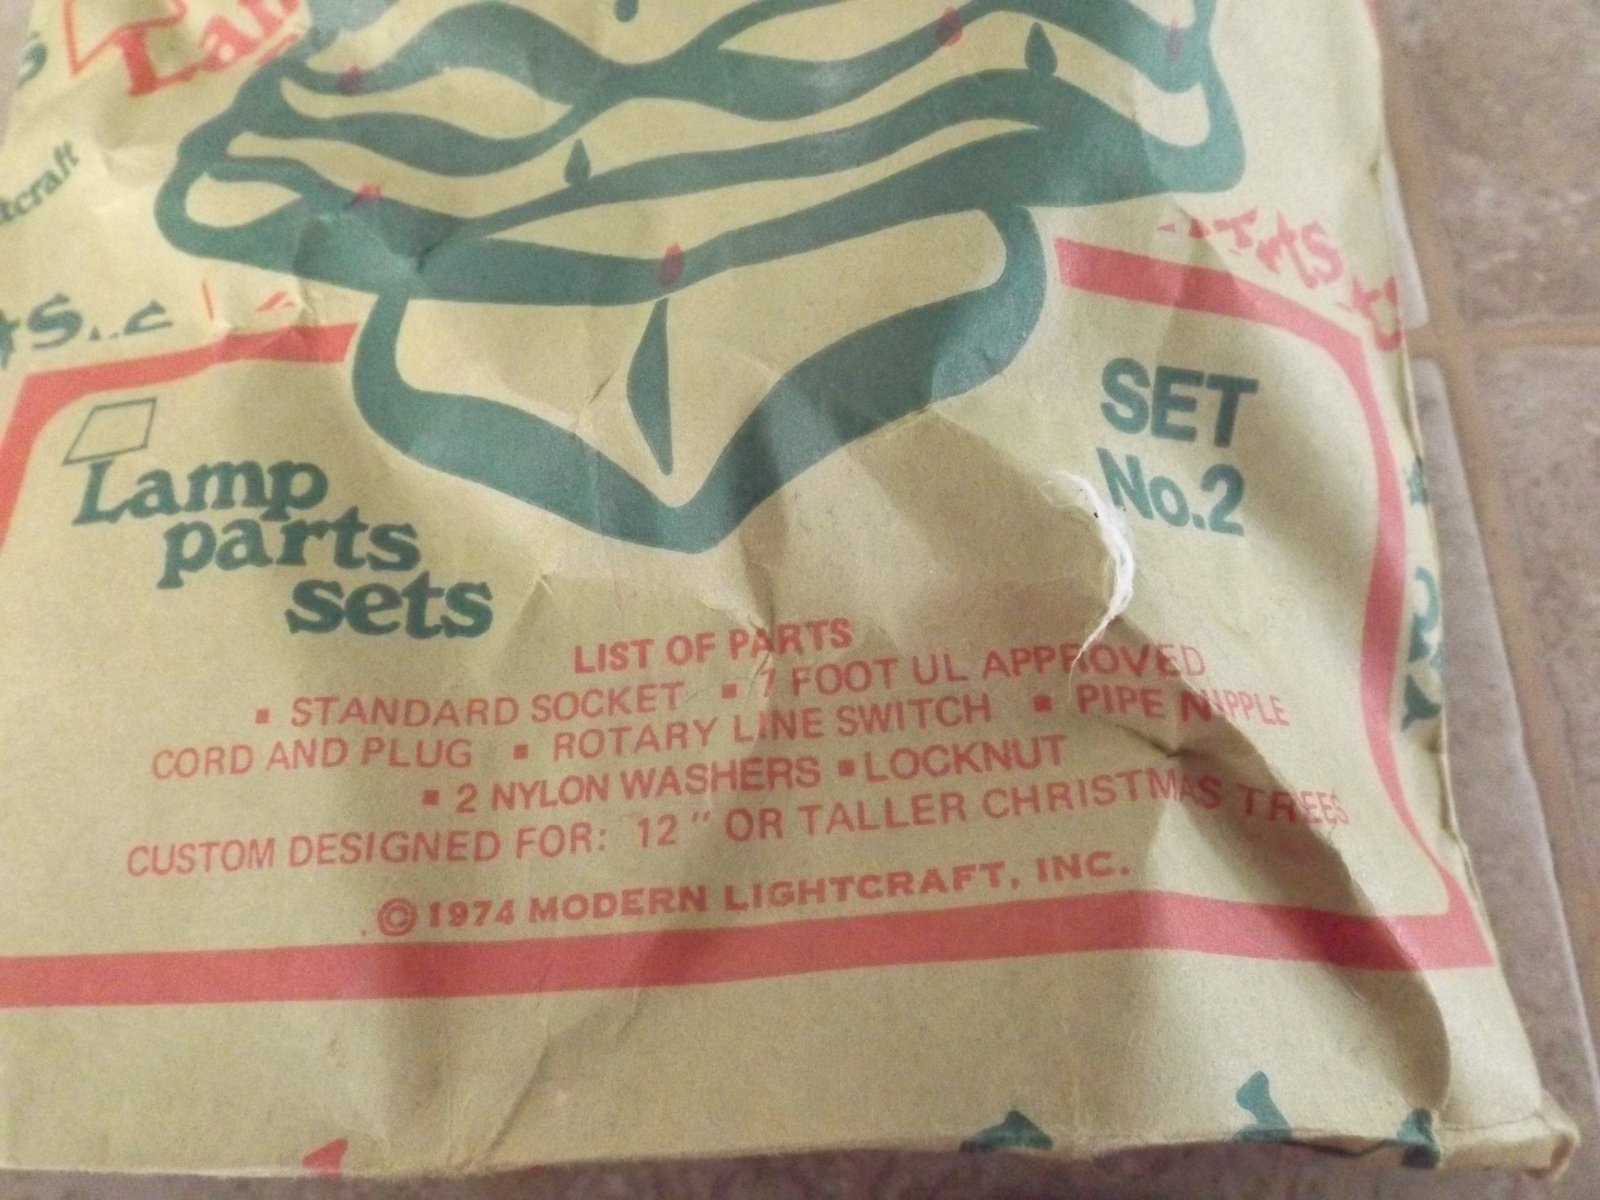 Lamp
parts
sets
SET
No.2
LIST OF PARTS
▪ STANDARD SOCKET ▪ 7 FOOT UL APPROVED
CORD AND PLUG ▪ ROTARY LINE SWITCH ▪ PIPE NIPPLE
▪ 2 NYLON WASHERS ▪ LOCKNUT
CUSTOM DESIGNED FOR: 12" OR TALLER CHRISTMAS TREES
© 1974 MODERN LIGHTCRAFT, INC.